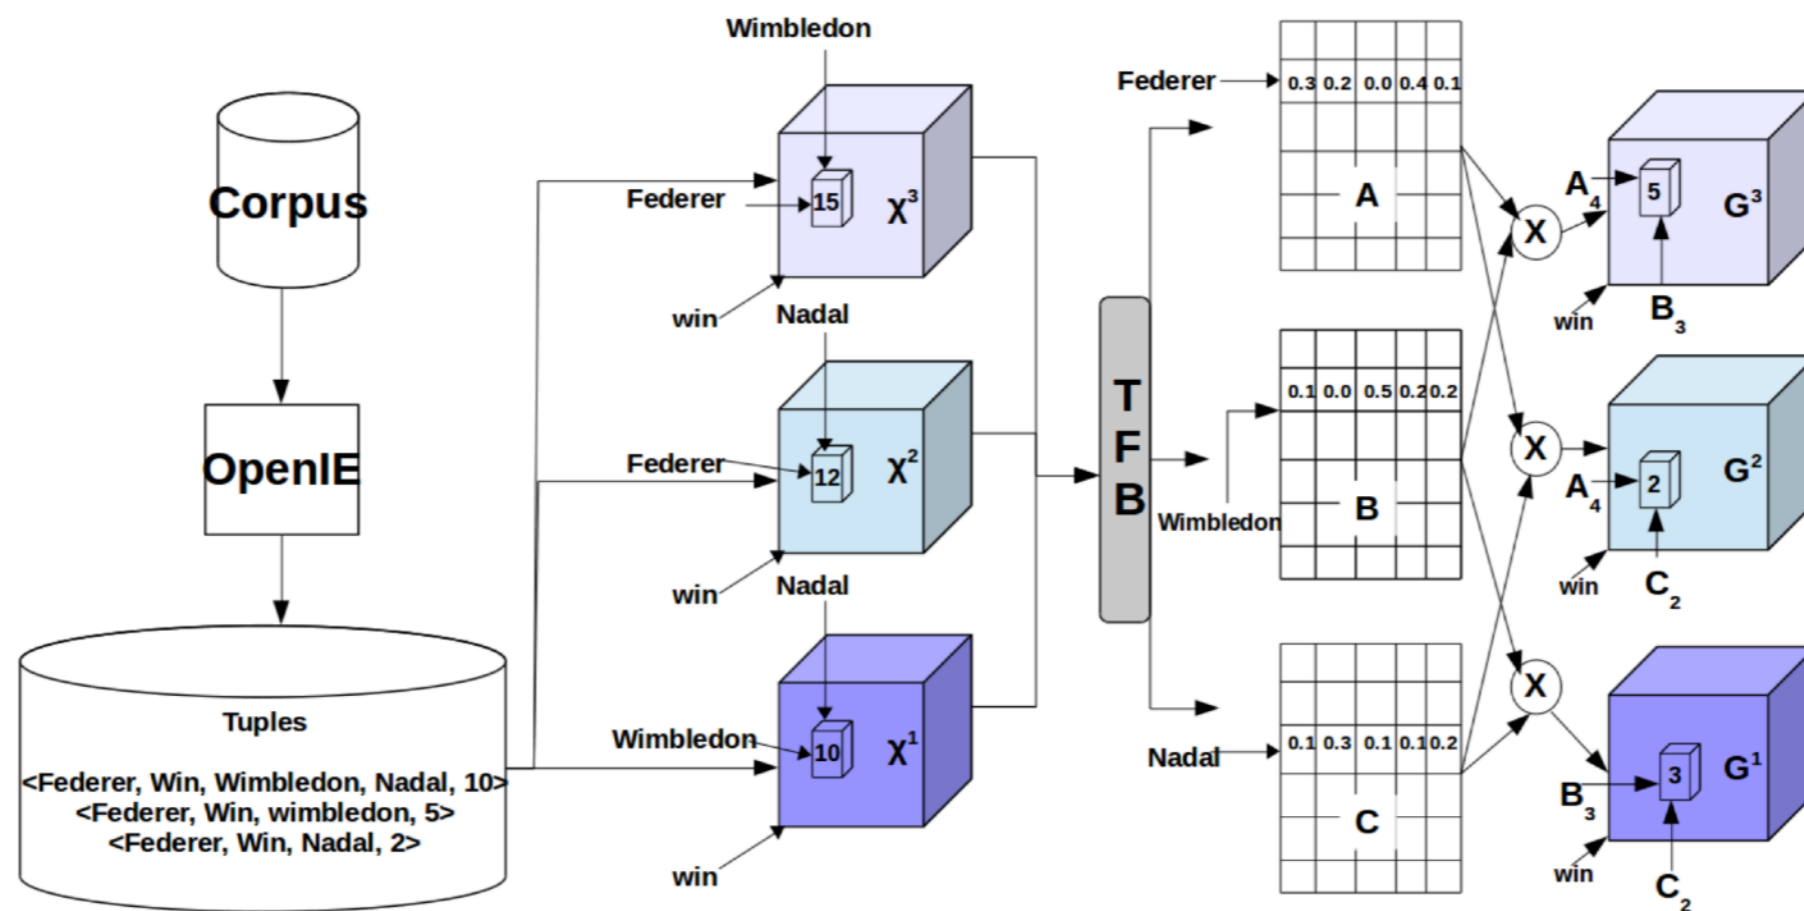 Corpus
OpenIE
Tuples
<Federer, Win, Wimbledon, Nadal, 10>
<Federer, Win, wimbledon, 5>
<Federer, Win, Nadal, 2>
Wimbledon
Federer
15
χ³
win
Nadal
Federer
12
χ²
win
Nadal
Wimbledon
10
χ¹
win
T
F
B
Federer
0.3 0.2 0.0 0.4 0.1
A
Wimbledon
0.1 0.0 0.5 0.2 0.2
B
Nadal
0.1 0.3 0.1 0.1 0.2
C
X
X
X
A₄
5
G³
win
B₃
A₄
2
G²
win
C₂
B₃
3
G¹
win
C₂